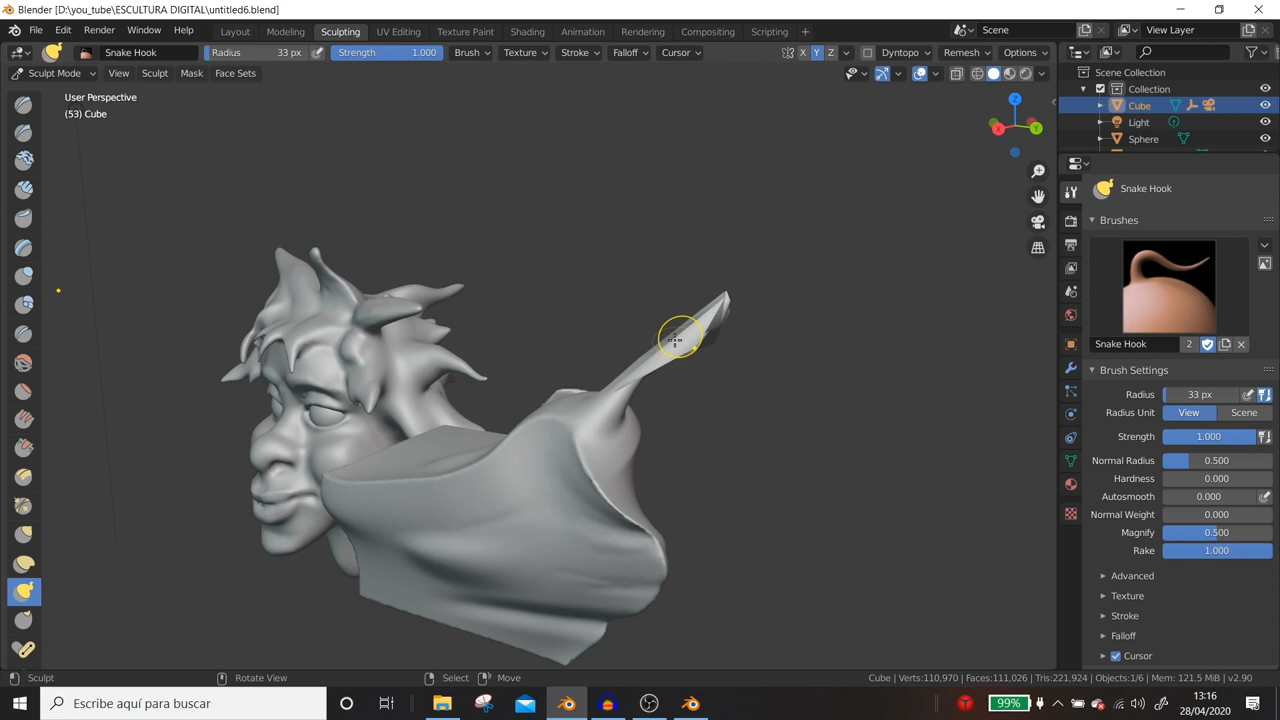 Blender [D:\you_tube\ESCULTURA DIGITAL\untitled6.blend]
File Edit Render Window Help Layout Modeling Sculpting UV Editing Texture Paint Shading Animation Rendering Compositing Scripting + Scene View Layer
Snake Hook Radius 33 px Strength 1.000 Brush Texture Stroke Falloff Cursor X Y Z Dyntopo Remesh Options
Sculpt Mode View Sculpt Mask Face Sets
Scene Collection
Collection
Cube
Light
Sphere
User Perspective
(53) Cube
Z
X
Y
Snake Hook
Brushes
Snake Hook 2
Brush Settings
Radius 33 px
Radius Unit View Scene
Strength 1.000
Normal Radius 0.500
Hardness 0.000
Autosmooth 0.000
Normal Weight 0.000
Magnify 0.500
Rake 1.000
Advanced
Texture
Stroke
Falloff
Cursor
Sculpt Rotate View Select Move Cube | Verts:110,970 | Faces:111,026 | Tris:221,924 | Objects:1/6 | Mem: 121.5 MiB | v2.90
Escribe aquí para buscar 99% 13:16
28/04/2020